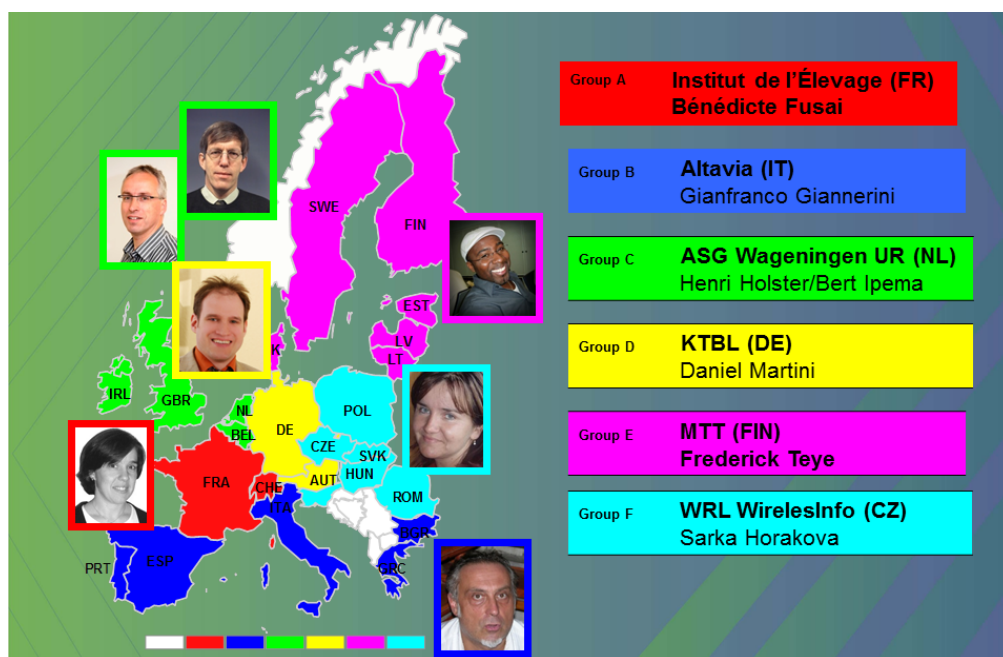 Group A
Institut de l'Élevage (FR)
Bénédicte Fusai
Group B
Altavia (IT)
Gianfranco Giannerini
Group C
ASG Wageningen UR (NL)
Henri Holster/Bert Ipema
Group D
KTBL (DE)
Daniel Martini
Group E
MTT (FIN)
Frederick Teye
Group F
WRL WirelesInfo (CZ)
Sarka Horakova
SWE
FIN
EST
LV
LT
K
IRL
GBR
NL
BEL
DE
POL
CZE
SVK
HUN
AUT
FRA
CHE
ITA
ROM
BGR
GRC
PRT
ESP